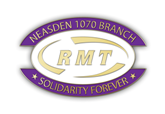 NEASDEN 1070 BRANCH
RMT
SOLIDARITY FOREVER